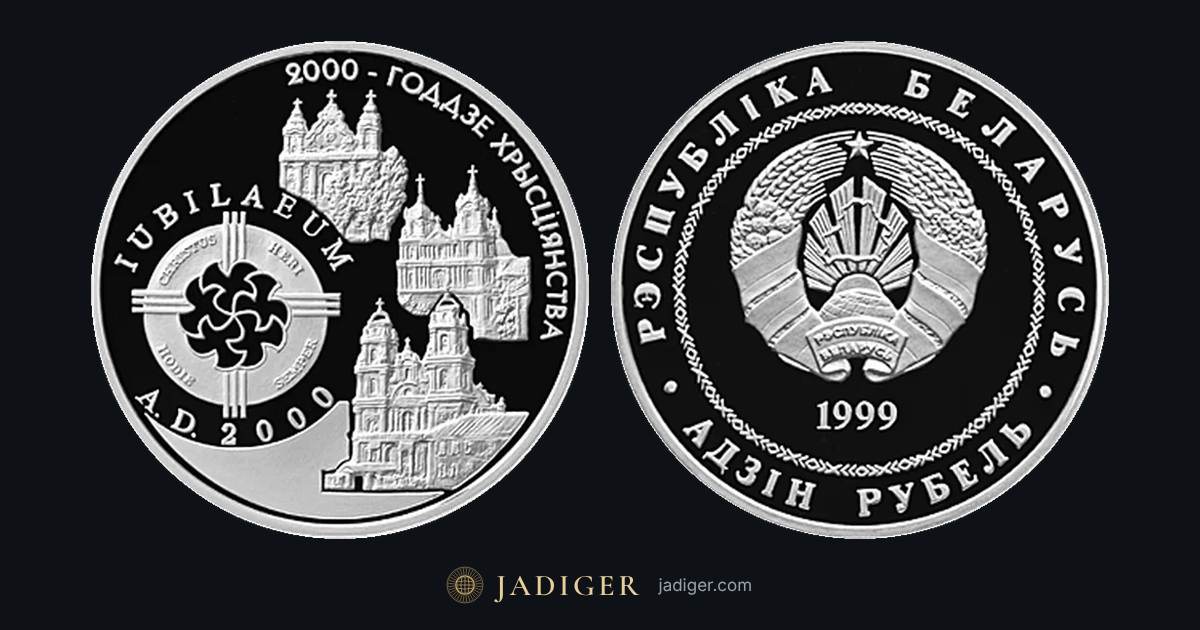 2000 - ГОДДЗЕ ХРЫСЦІЯНСТВА
IUBILAEUM
CHRISTUS HERI
HODIE SEMPER
A.D. 2000
РЭСПУБЛІКА БЕЛАРУСЬ
РЭСПУБЛІКА
БЕЛАРУСЬ
1999
• АДЗІН РУБЕЛЬ •
JADIGER jadiger.com